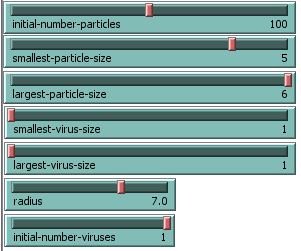 initial-number-particles 100
smallest-particle-size 5
largest-particle-size 6
smallest-virus-size 1
largest-virus-size 1
radius 7.0
initial-number-viruses 1